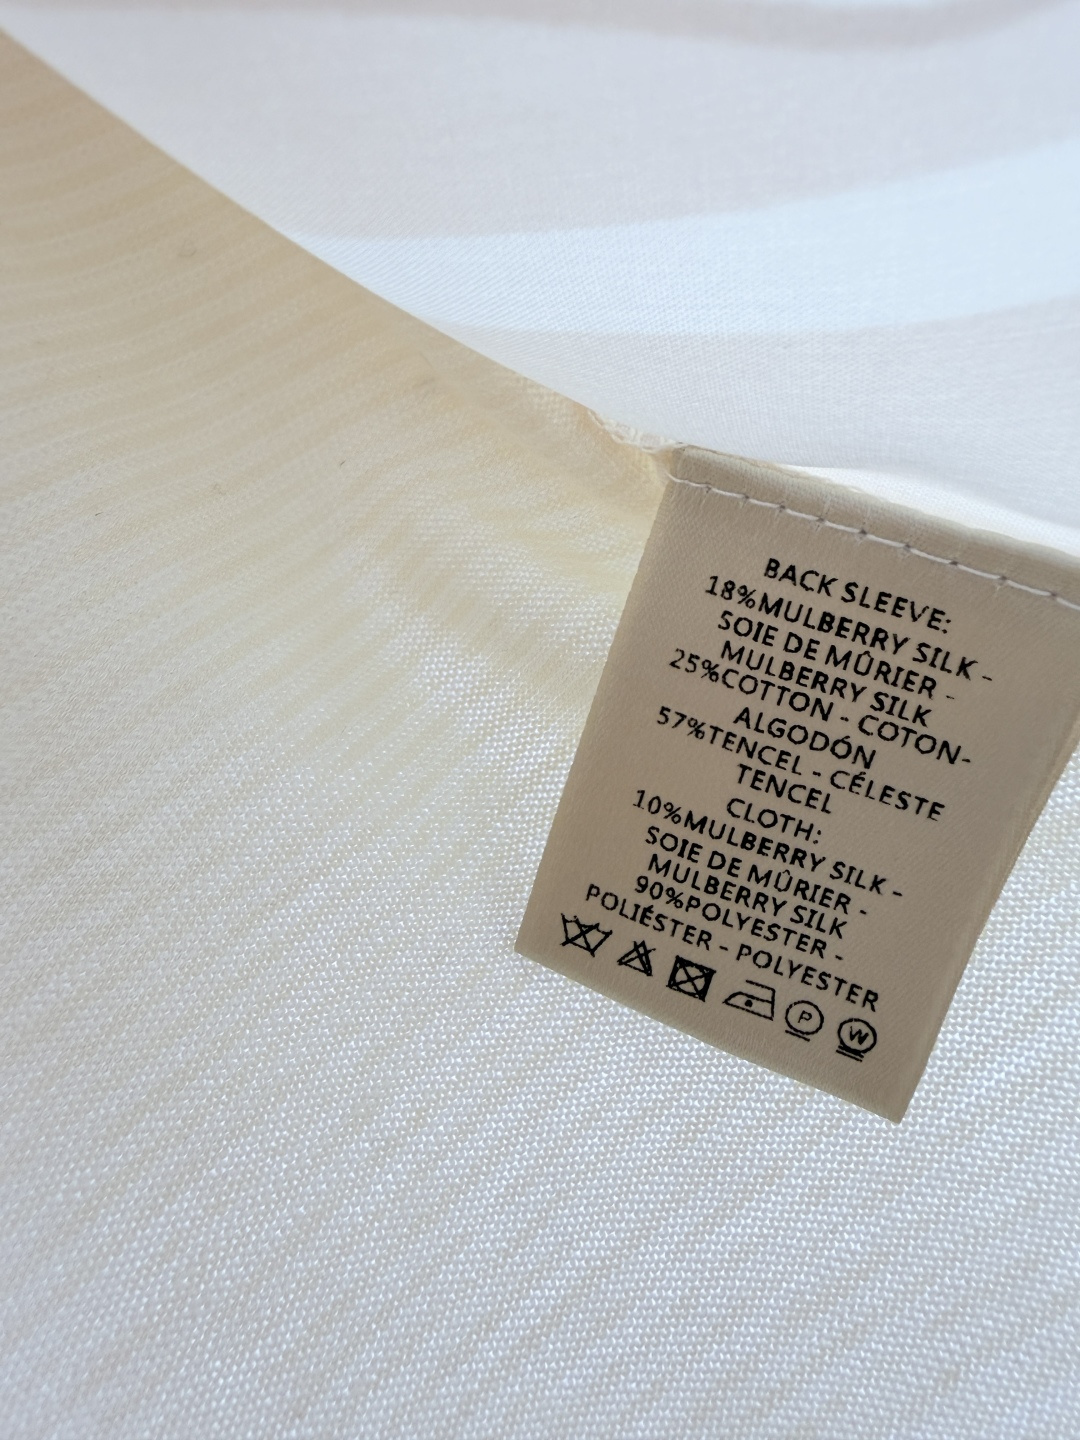 BACK SLEEVE:
18%MULBERRY SILK -
SOIE DE MÛRIER -
MULBERRY SILK
25%COTTON - COTON-
ALGODÓN
57%TENCEL - CÉLESTE
TENCEL
CLOTH:
10%MULBERRY SILK -
SOIE DE MÛRIER -
MULBERRY SILK
90%POLYESTER -
POLIÉSTER - POLYESTER
P W